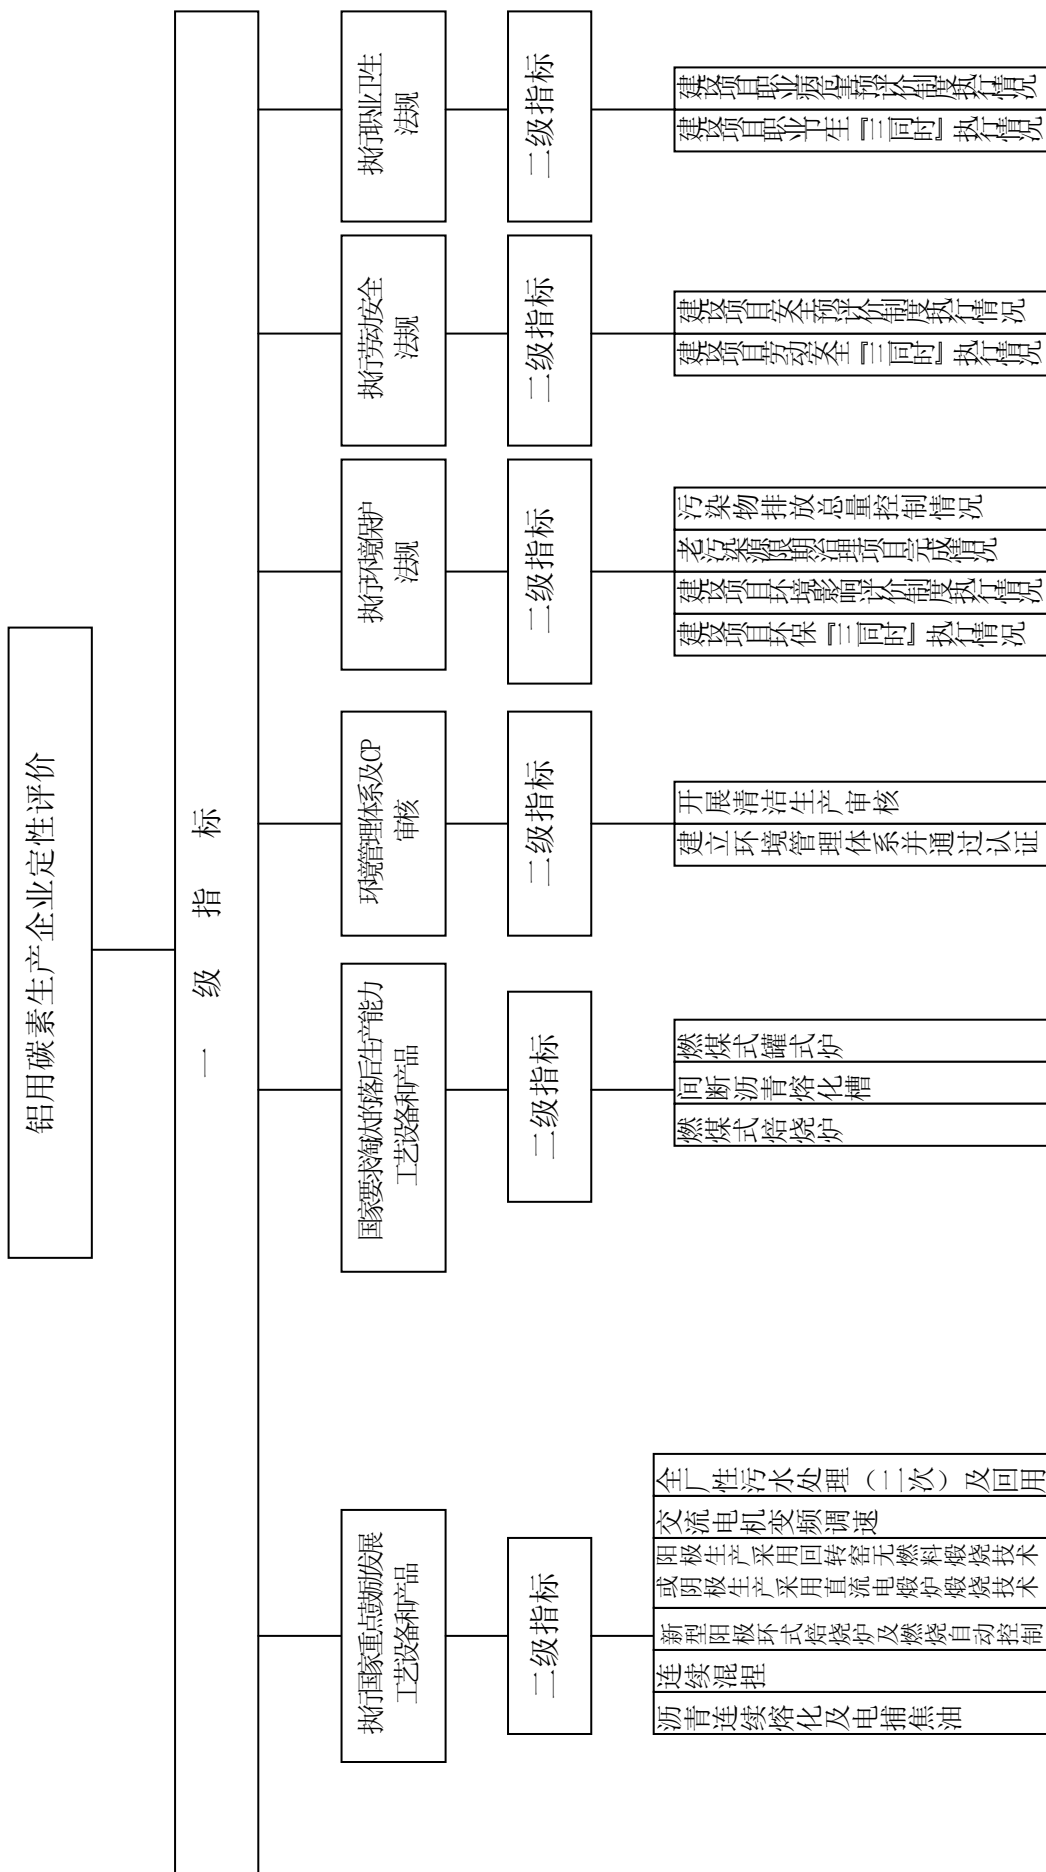 铝用碳素生产企业定性评价
一级指标
执行国家重点鼓励发展
工艺设备和产品
国家要求淘汰的落后生产能力
工艺设备和产品
环境管理体系及CP
审核
执行环境保护
法规
执行劳动安全
法规
执行职业卫生
法规
二级指标
二级指标
二级指标
二级指标
二级指标
二级指标
沥青连续熔化及电捕焦油
连续混捏
新型阳极环式焙烧炉及燃烧自动控制
或阴极生产采用直流电煅炉煅烧技术
阳极生产采用回转窑无燃料煅烧技术
交流电机变频调速
全厂性污水处理（二次）及回用
燃煤式焙烧炉
间断沥青熔化槽
燃煤式罐式炉
建立环境管理体系并通过认证
开展清洁生产审核
建设项目环保『三同时』执行情况
建设项目环境影响评价制度执行情况
老污染源限期治理项目完成情况
污染物排放总量控制情况
建设项目劳动安全『三同时』执行情况
建设项目安全预评价制度执行情况
建设项目职业卫生『三同时』执行情况
建设项目职业病危害预评价制度执行情况